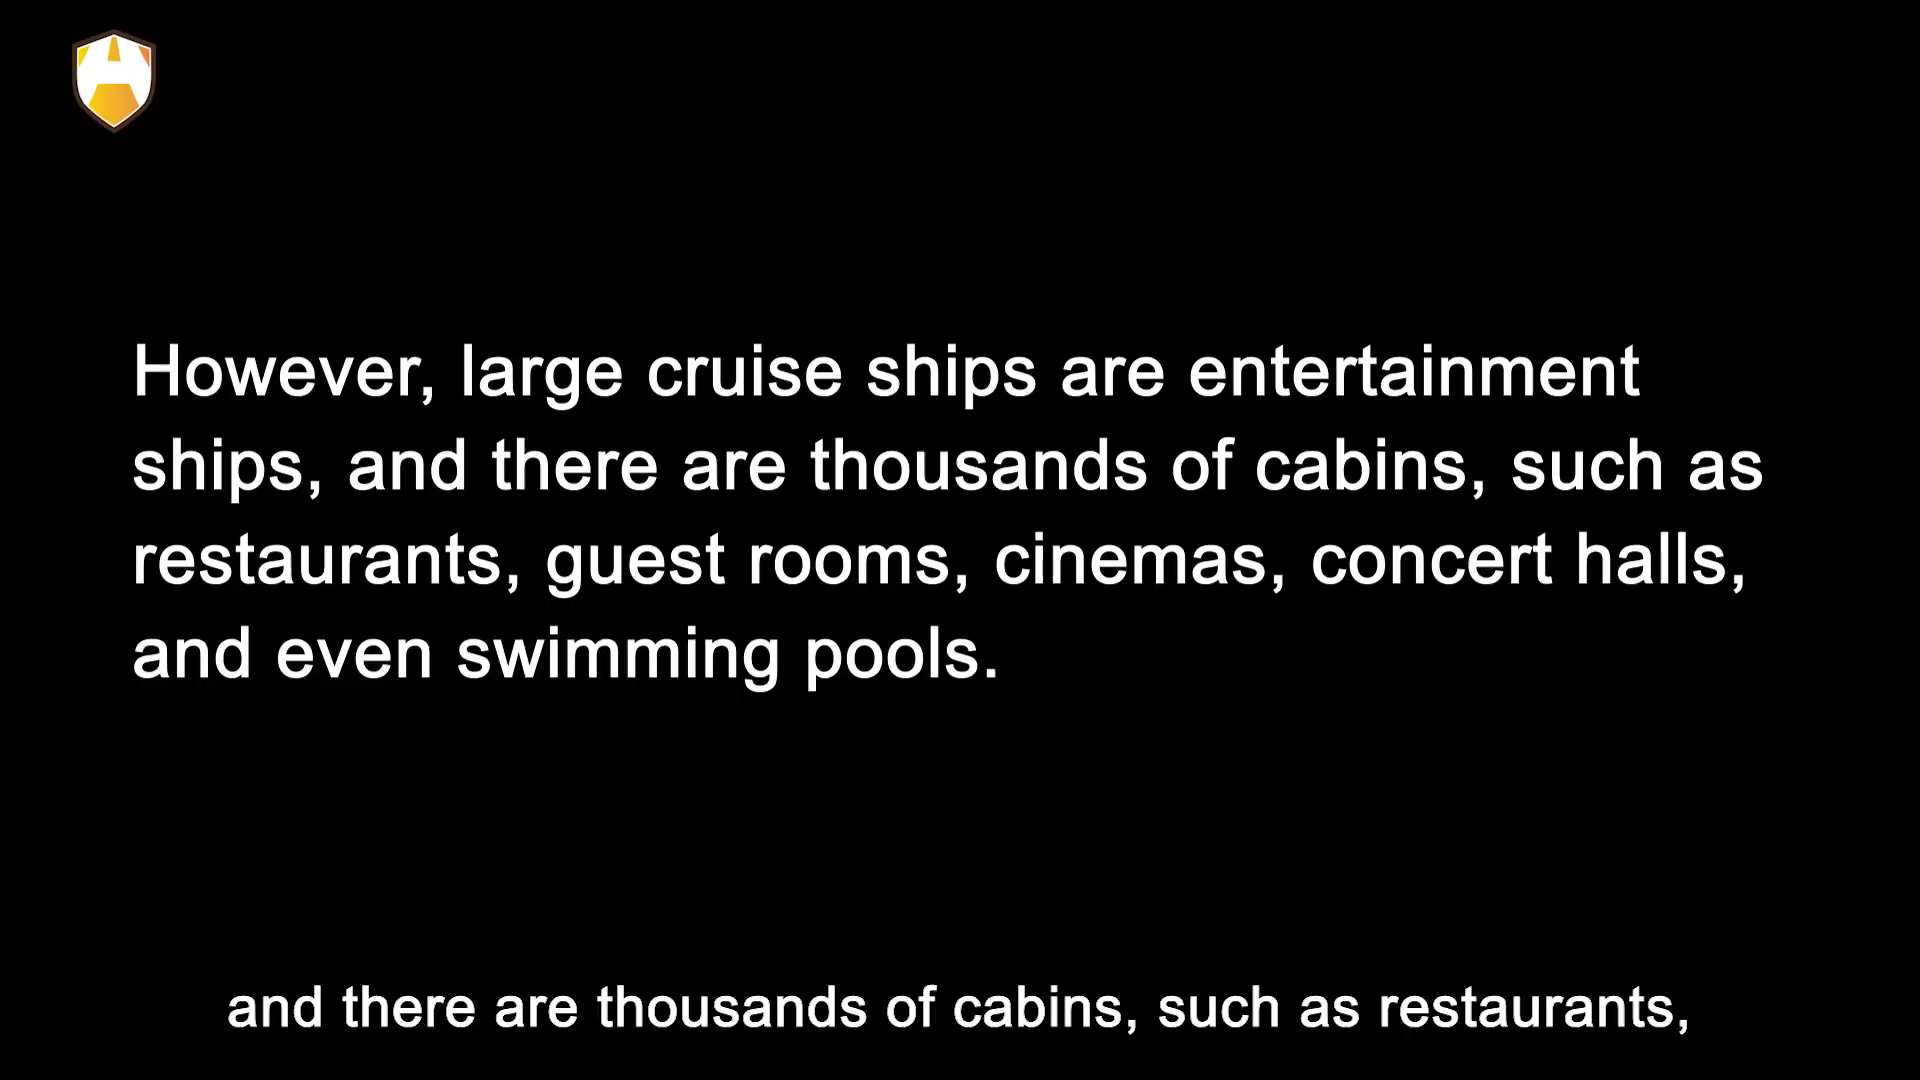 However, large cruise ships are entertainment
ships, and there are thousands of cabins, such as
restaurants, guest rooms, cinemas, concert halls,
and even swimming pools.
and there are thousands of cabins, such as restaurants,